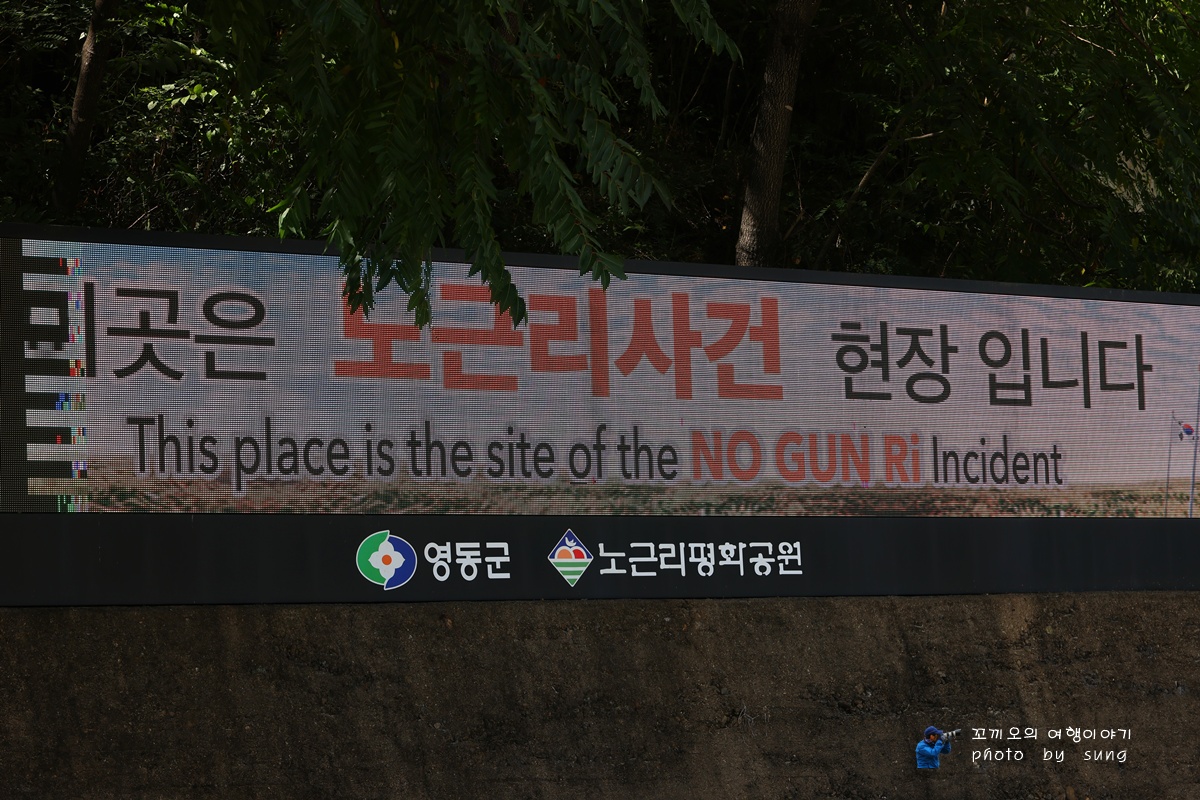 이곳은 노근리사건 현장 입니다
This place is the site of the NO GUN Ri Incident
영동군 노근리평화공원
꼬끼오의 여행이야기
photo by sung